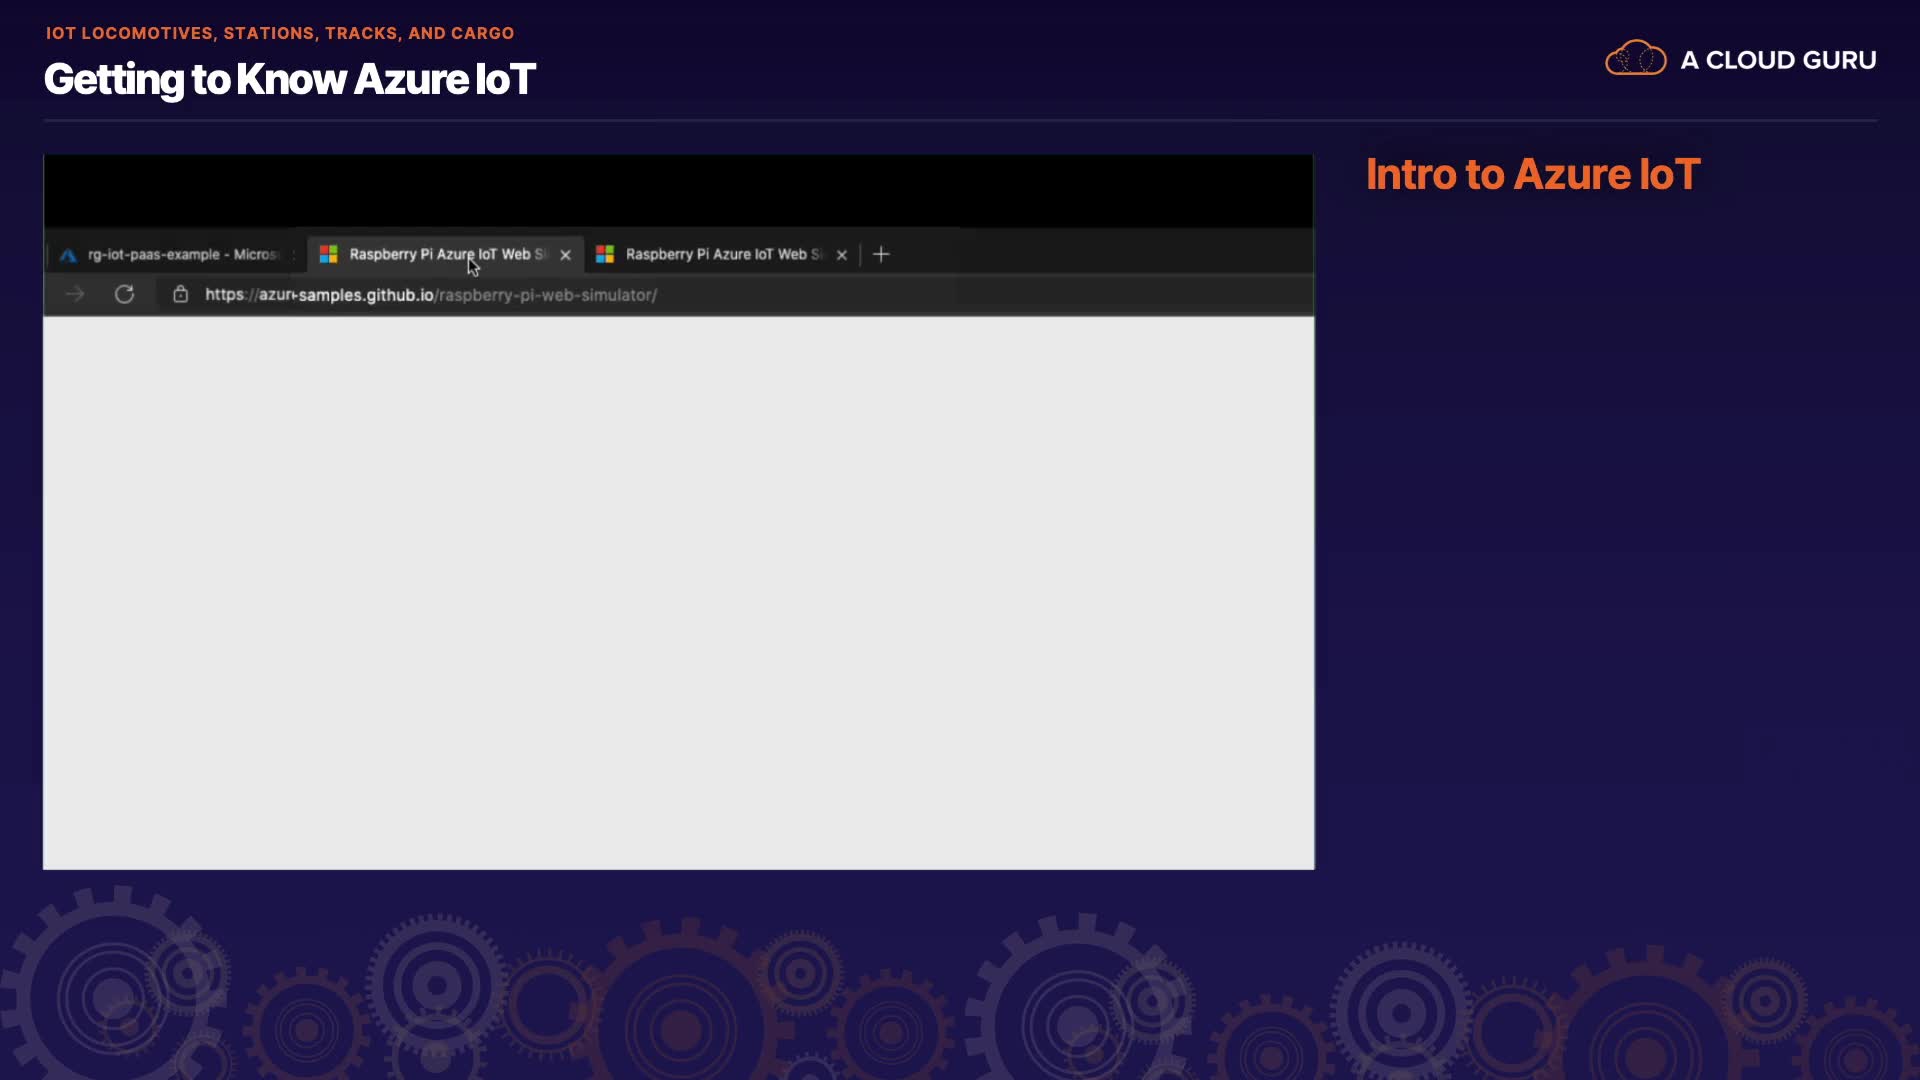 IOT LOCOMOTIVES, STATIONS, TRACKS, AND CARGO
Getting to Know Azure IoT
A CLOUD GURU
Intro to Azure IoT
rg-iot-paas-example - Micros
Raspberry Pi Azure IoT Web Si
Raspberry Pi Azure IoT Web Si
https://azure-samples.github.io/raspberry-pi-web-simulator/